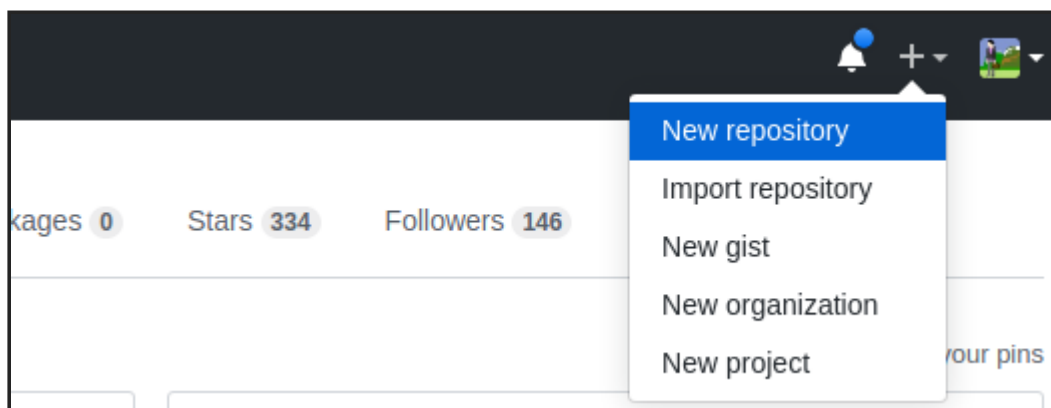 New repository
Import repository
New gist
New organization
New project
kages 0 Stars 334 Followers 146
your pins